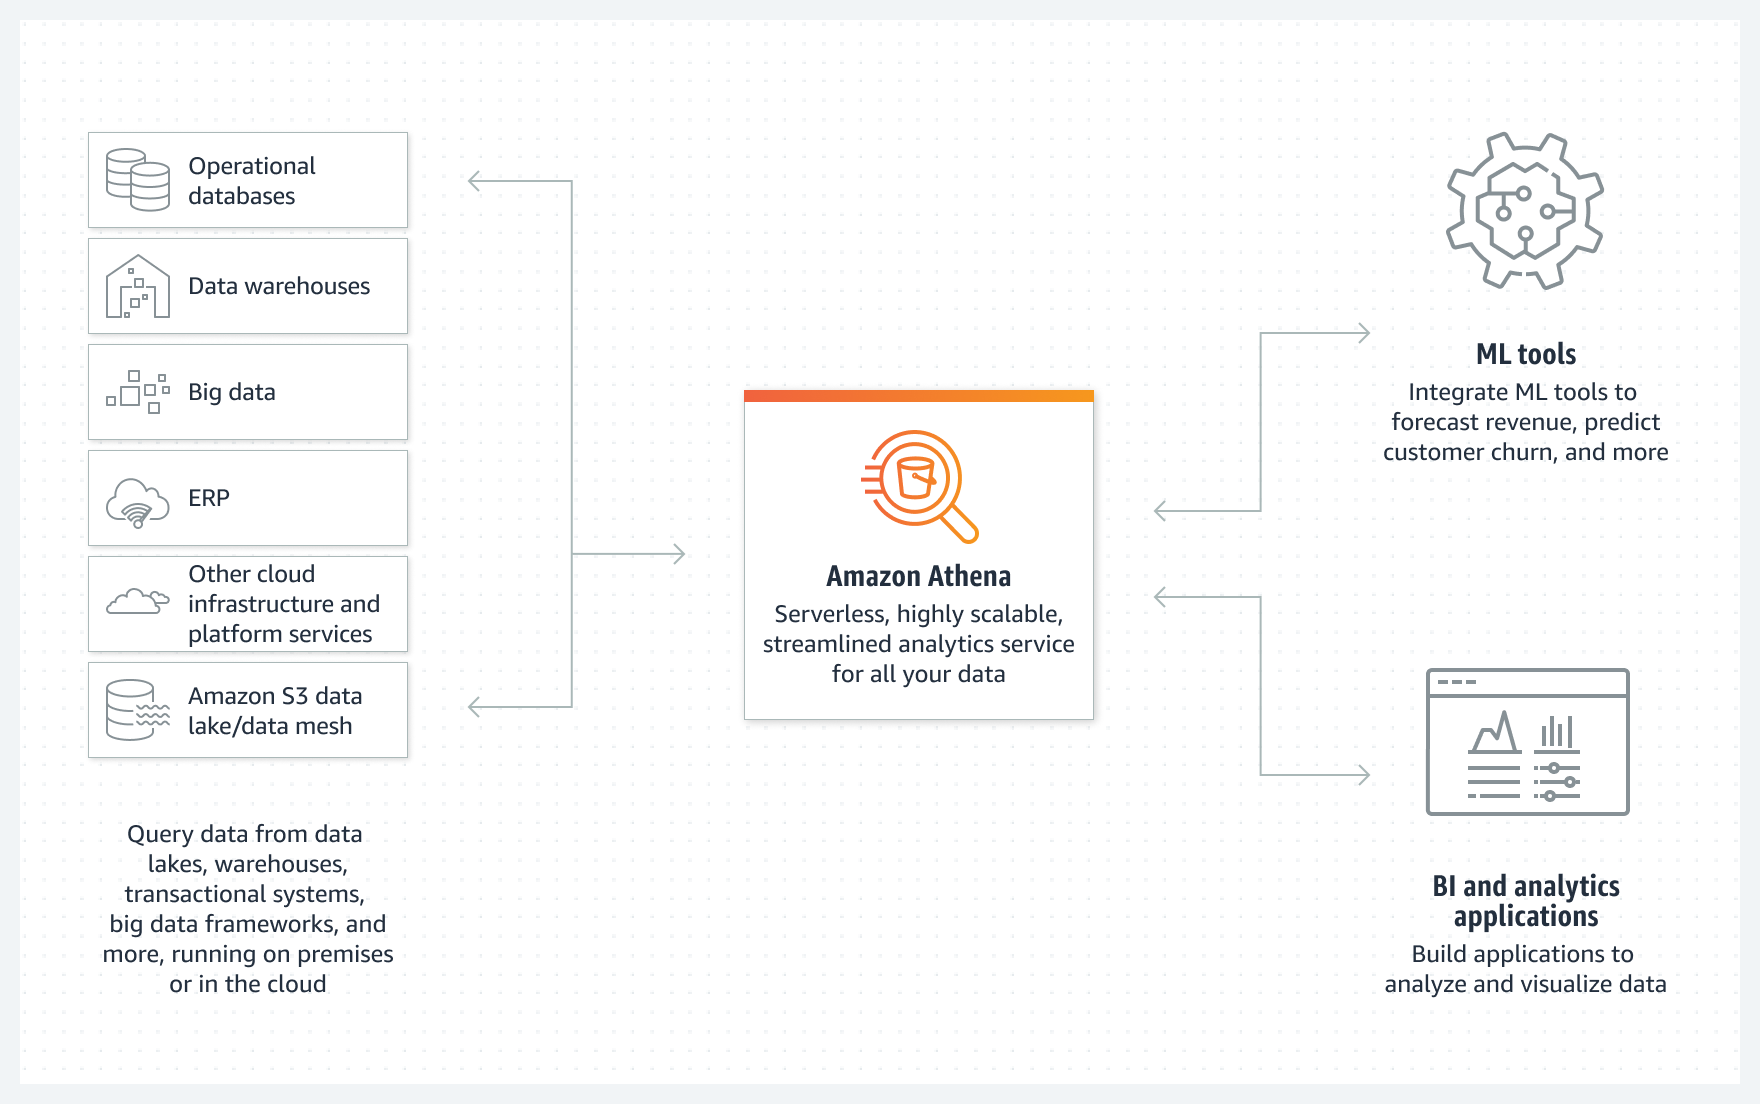 Operational
databases
Data warehouses
Big data
ERP
Other cloud
infrastructure and
platform services
Amazon S3 data
lake/data mesh
Query data from data
lakes, warehouses,
transactional systems,
big data frameworks, and
more, running on premises
or in the cloud
Amazon Athena
Serverless, highly scalable,
streamlined analytics service
for all your data
ML tools
Integrate ML tools to
forecast revenue, predict
customer churn, and more
BI and analytics
applications
Build applications to
analyze and visualize data